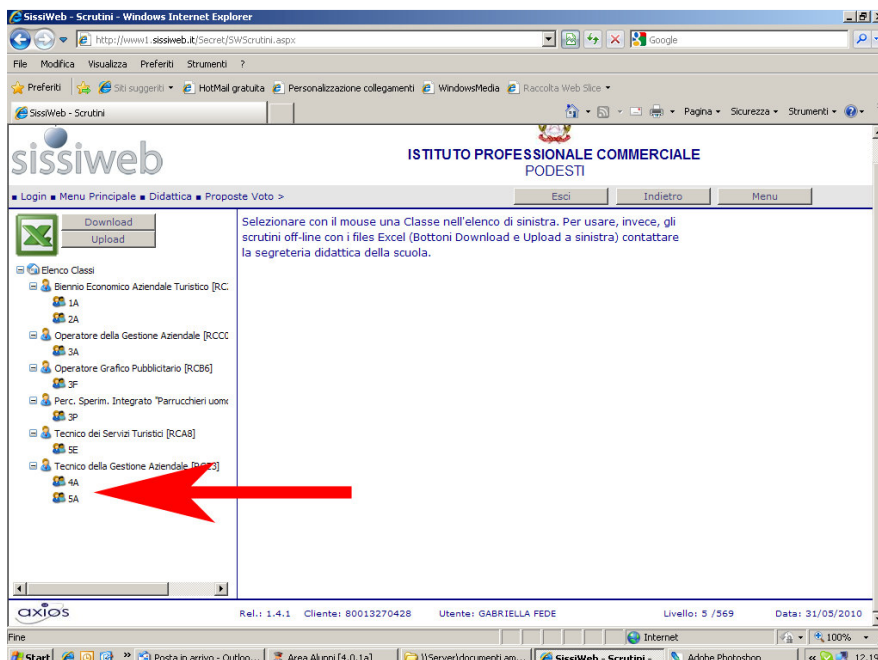 SissiWeb - Scrutini - Windows Internet Explorer
http://www1.sissiweb.it/Secret/SWScrutini.aspx
Google
File Modifica Visualizza Preferiti Strumenti ?
Preferiti Siti suggeriti HotMail gratuita Personalizzazione collegamenti WindowsMedia Raccolta Web Slice
SissiWeb - Scrutini
Pagina Sicurezza Strumenti
sissiweb
ISTITUTO PROFESSIONALE COMMERCIALE
PODESTI
Login Menu Principale Didattica Proposte Voto >
Esci Indietro Menu
Download
Upload
Selezionare con il mouse una Classe nell'elenco di sinistra. Per usare, invece, gli
scrutini off-line con i files Excel (Bottoni Download e Upload a sinistra) contattare
la segreteria didattica della scuola.
Elenco Classi
Biennio Economico Aziendale Turistico [RC
1A
2A
Operatore della Gestione Aziendale [RCCC
3A
Operatore Grafico Pubblicitario [RCB6]
3F
Perc. Sperim. Integrato "Parrucchieri uomo
3P
Tecnico dei Servizi Turistici [RCA8]
5E
Tecnico della Gestione Aziendale
4A
5A
axios
Rel.: 1.4.1 Cliente: 80013270428 Utente: GABRIELLA FEDE Livello: 5 /569 Data: 31/05/2010
Fine
Internet
100%
Start
Posta in arrivo - Outloo...
Area Alunni [4.0.1a]
\\Server\documenti am...
SissiWeb - Scrutini -
Adobe Photoshop
12.19